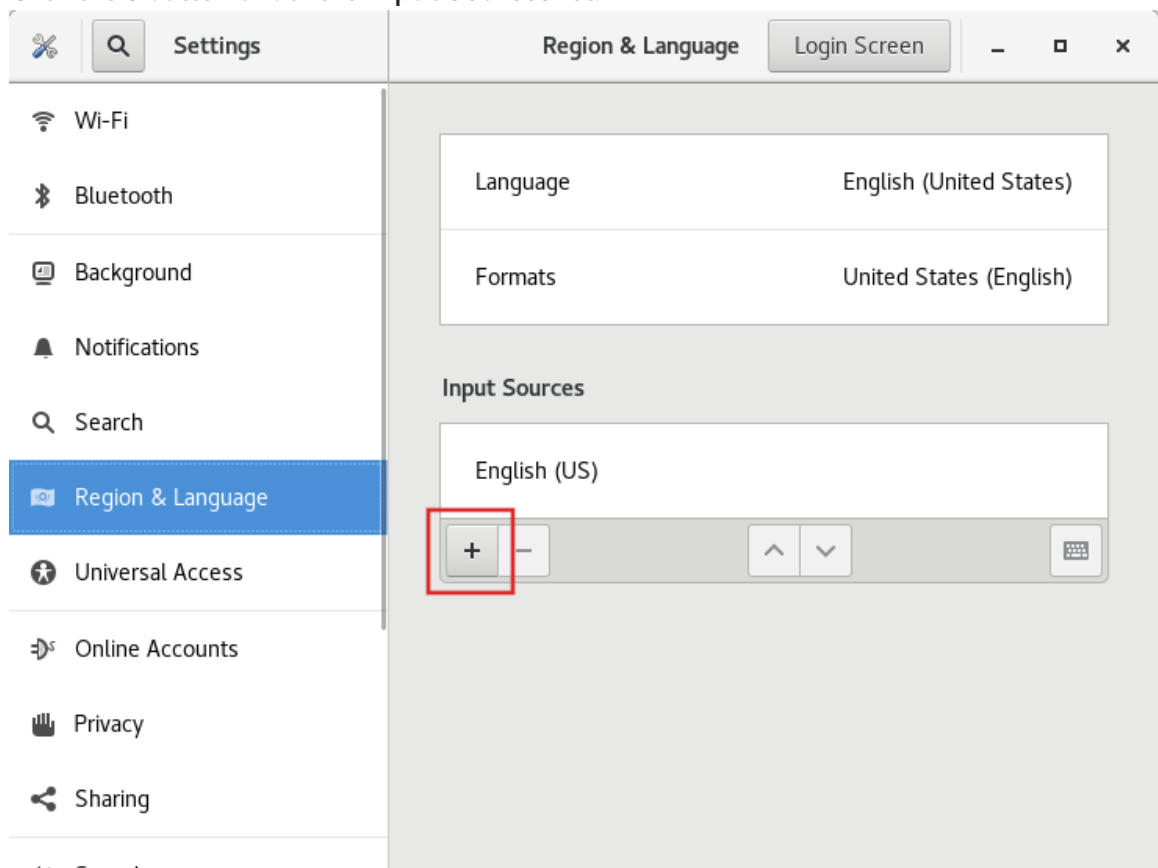 Settings
Region & Language
Login Screen
Wi-Fi
Bluetooth
Background
Notifications
Search
Region & Language
Universal Access
Online Accounts
Privacy
Sharing
Language English (United States)
Formats United States (English)
Input Sources
English (US)